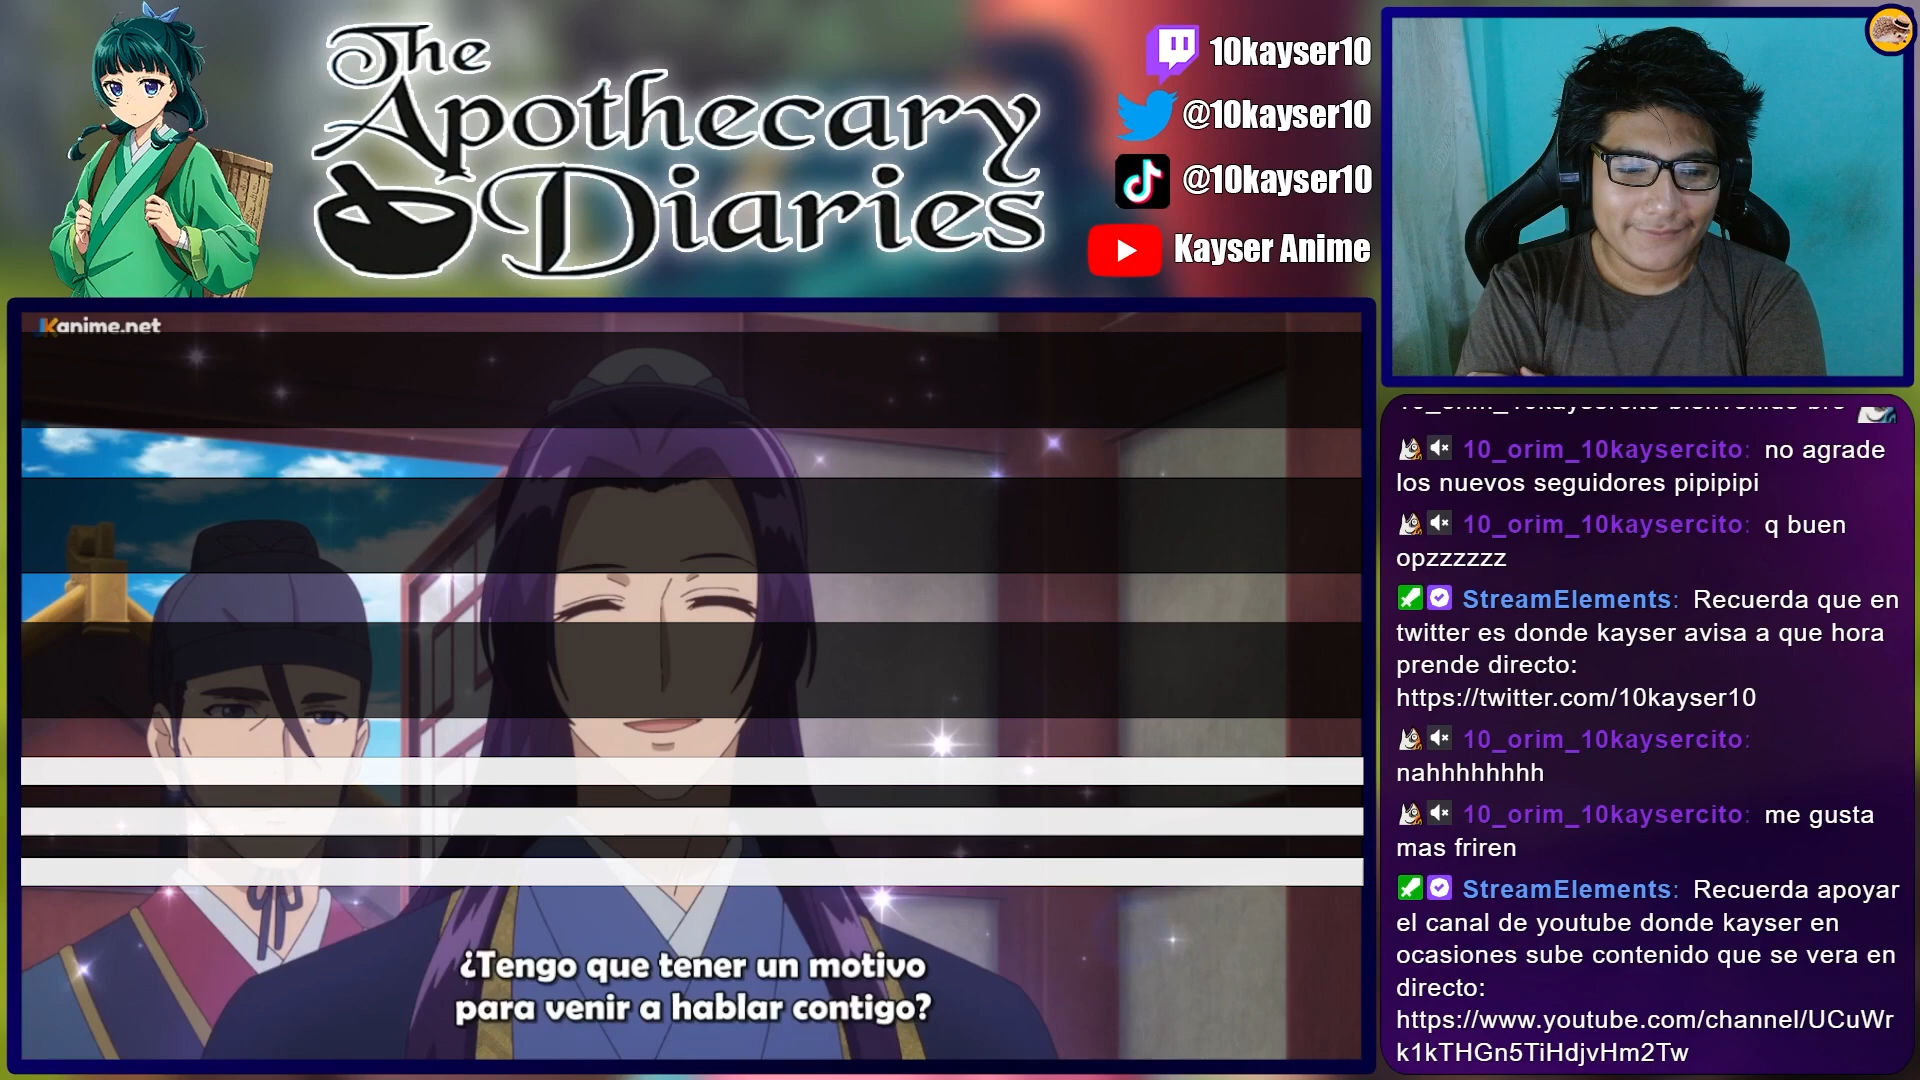 The
Apothecary
Diaries
10kayser10
@10kayser10
@10kayser10
Kayser Anime
JKanime.net
¿Tengo que tener un motivo
para venir a hablar contigo?
10_orim_10kaysercito bienvenido bro
10_orim_10kaysercito: no agrade
los nuevos seguidores pipipipi
10_orim_10kaysercito: q buen
opzzzzzz
StreamElements: Recuerda que en
twitter es donde kayser avisa a que hora
prende directo:
https://twitter.com/10kayser10
10_orim_10kaysercito:
nahhhhhhhh
10_orim_10kaysercito: me gusta
mas friren
StreamElements: Recuerda apoyar
el canal de youtube donde kayser en
ocasiones sube contenido que se vera en
directo:
https://www.youtube.com/channel/UCuWr
k1kTHGn5TiHdjvHm2Tw